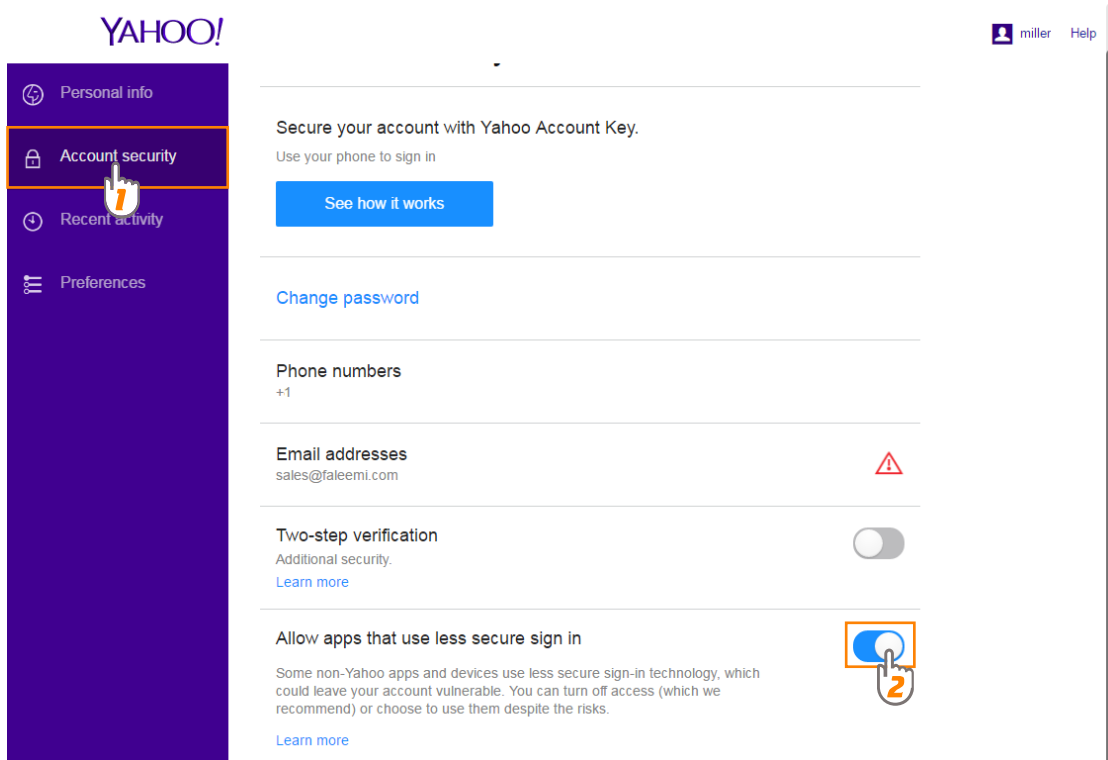 YAHOO!
miller Help
Personal info
Account security
1
Recent activity
Preferences
Secure your account with Yahoo Account Key.
Use your phone to sign in
See how it works
Change password
Phone numbers
+1
Email addresses
sales@faleemi.com
Two-step verification
Additional security.
Learn more
Allow apps that use less secure sign in
Some non-Yahoo apps and devices use less secure sign-in technology, which
could leave your account vulnerable. You can turn off access (which we
recommend) or choose to use them despite the risks.
Learn more
2